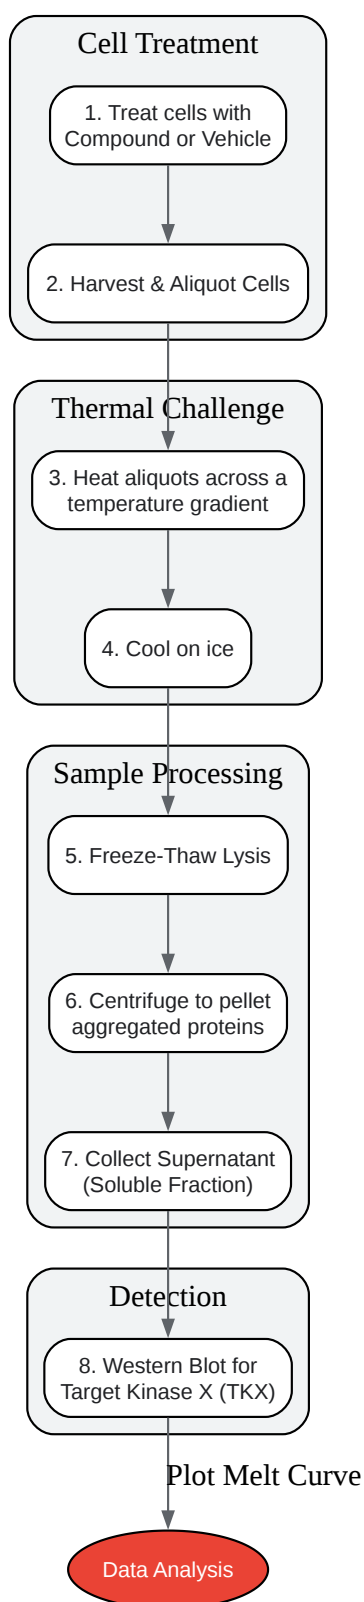 Cell Treatment
1. Treat cells with
Compound or Vehicle
2. Harvest & Aliquot Cells
Thermal Challenge
3. Heat aliquots across a
temperature gradient
4. Cool on ice
Sample Processing
5. Freeze-Thaw Lysis
6. Centrifuge to pellet
aggregated proteins
7. Collect Supernatant
(Soluble Fraction)
Detection
8. Western Blot for
Target Kinase X (TKX)
Plot Melt Curve
Data Analysis